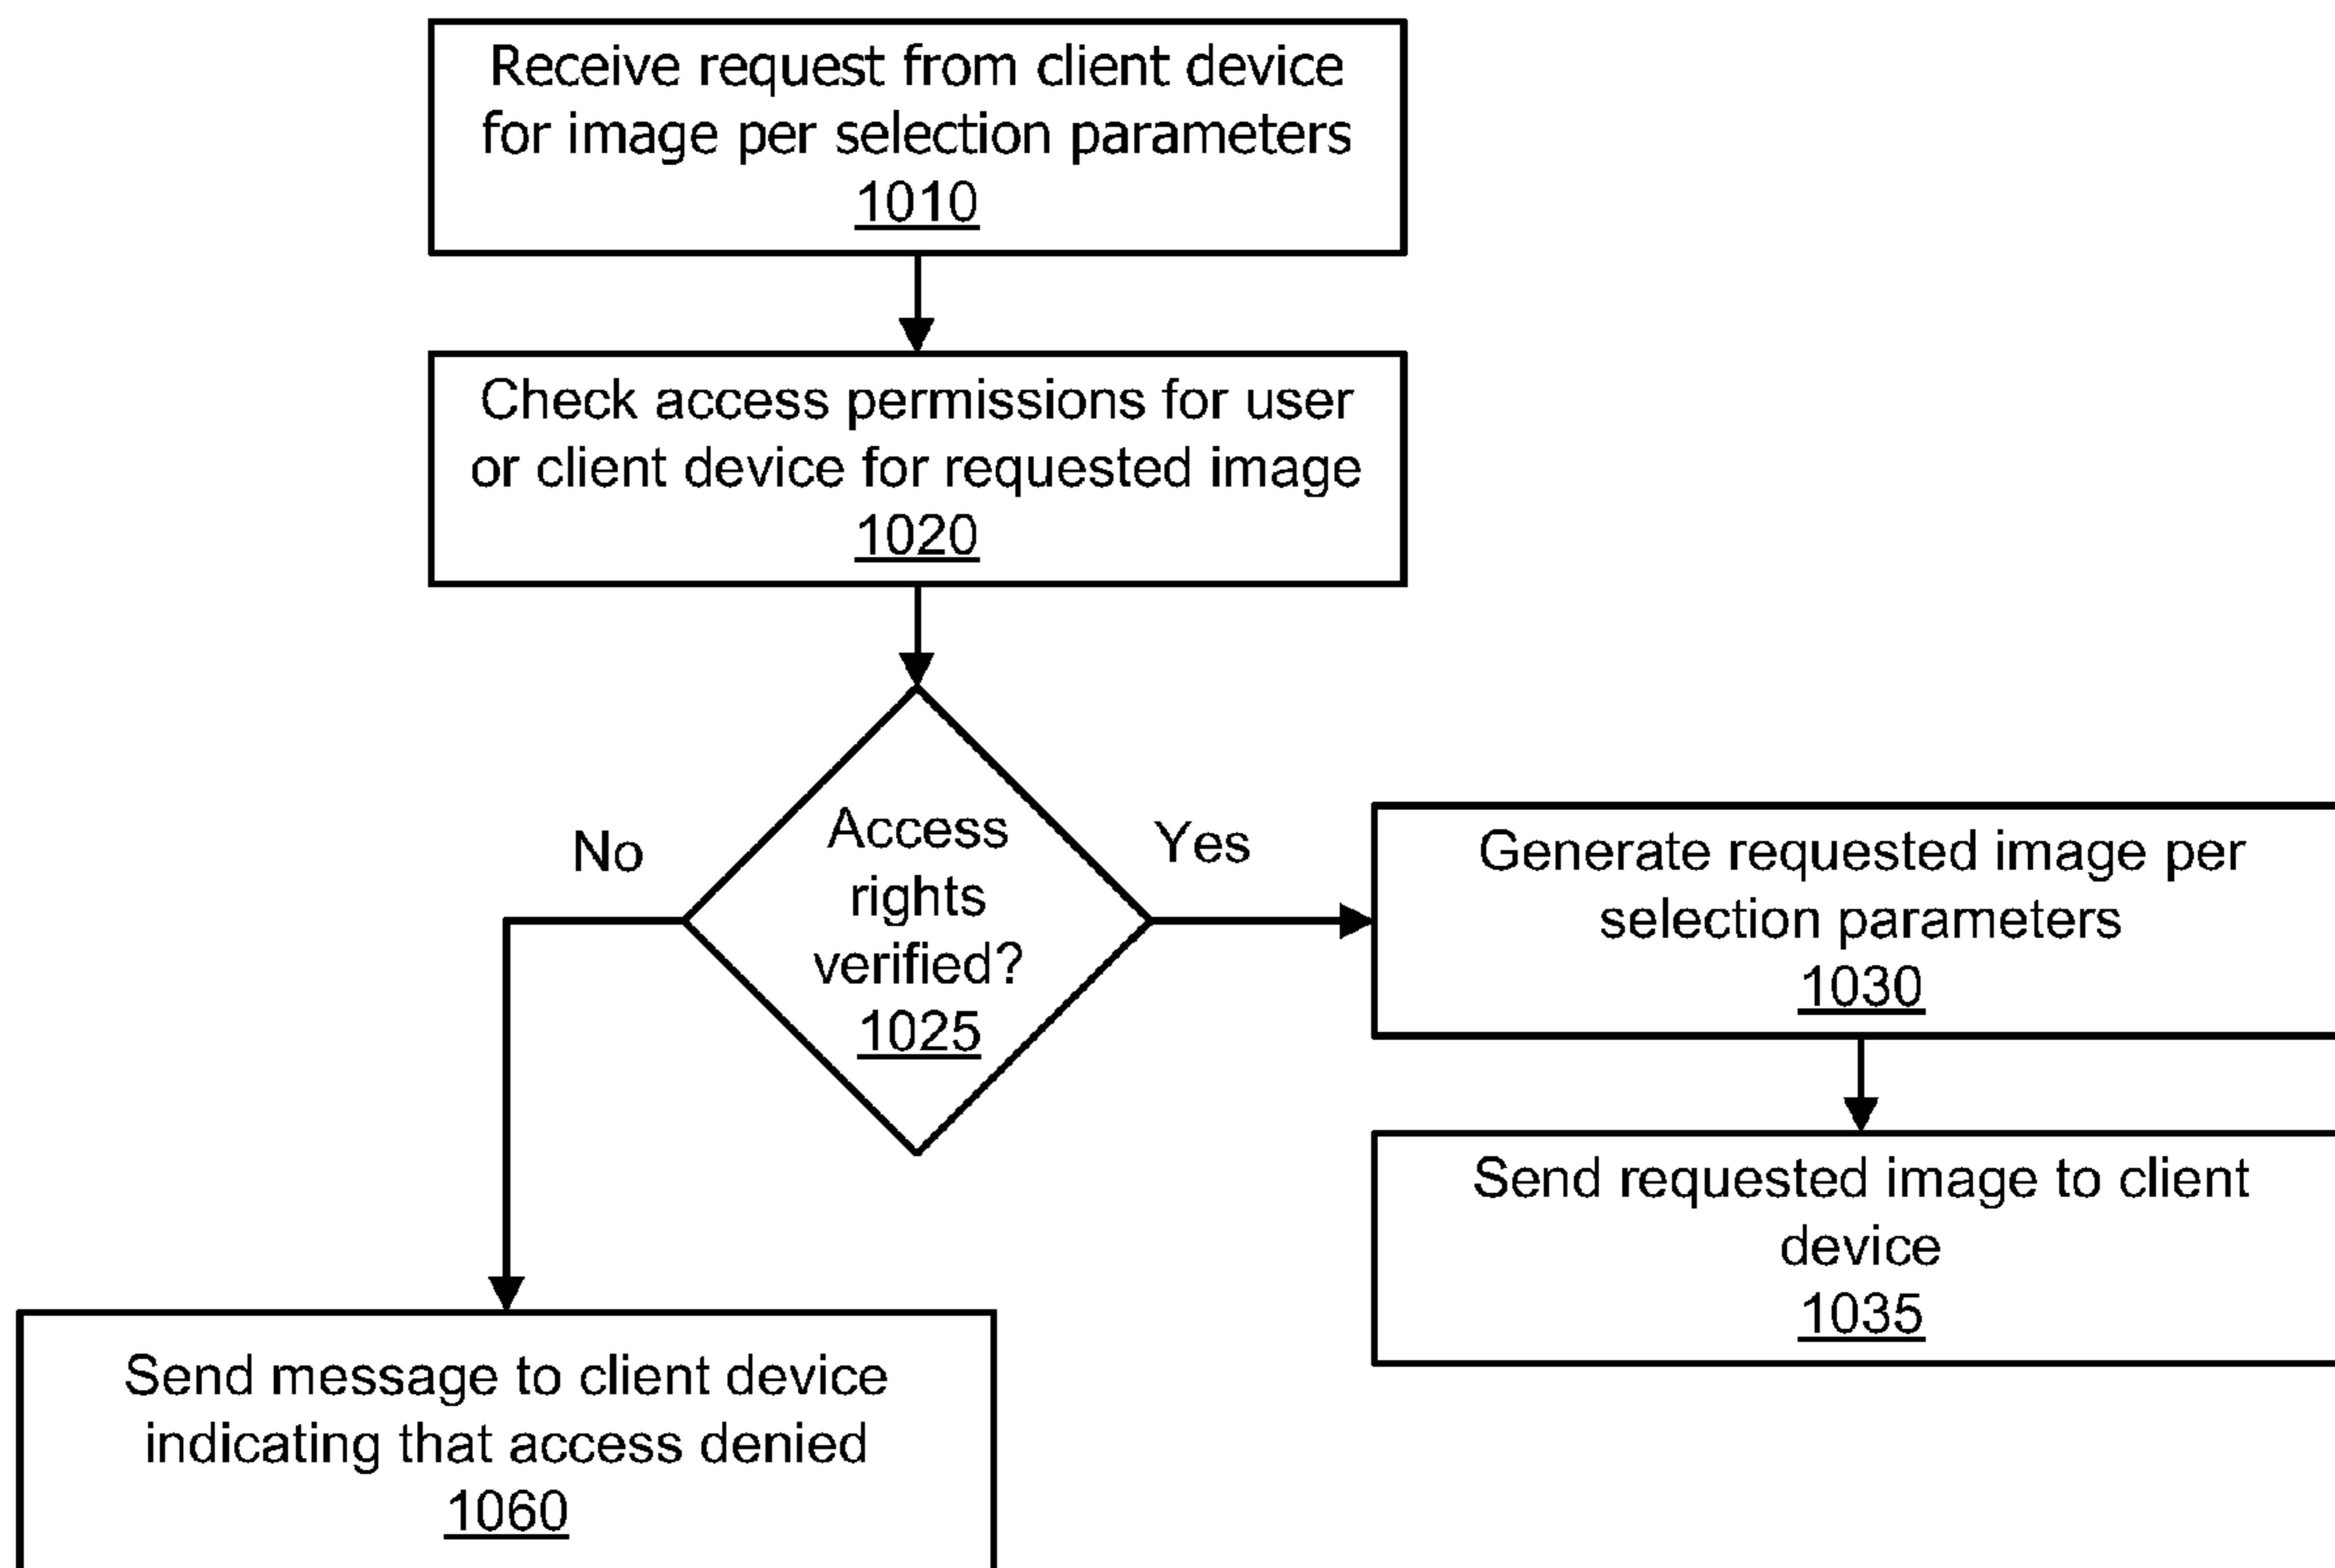 Receive request from client device
for image per selection parameters
1010
Check access permissions for user
or client device for requested image
1020
Access
rights
verified?
1025
No
Yes
Generate requested image per
selection parameters
1030
Send requested image to client
device
1035
Send message to client device
indicating that access denied
1060